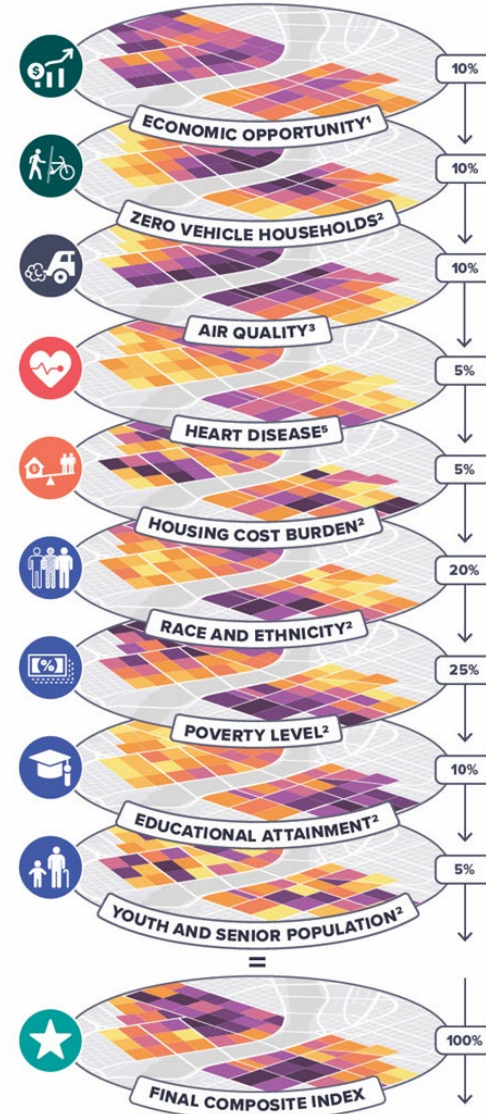 $
10%
ECONOMIC OPPORTUNITY¹
10%
ZERO VEHICLE HOUSEHOLDS²
10%
AIR QUALITY³
5%
HEART DISEASE⁵
5%
HOUSING COST BURDEN²
20%
RACE AND ETHNICITY²
%
25%
POVERTY LEVEL²
10%
EDUCATIONAL ATTAINMENT²
5%
YOUTH AND SENIOR POPULATION²
=
100%
FINAL COMPOSITE INDEX